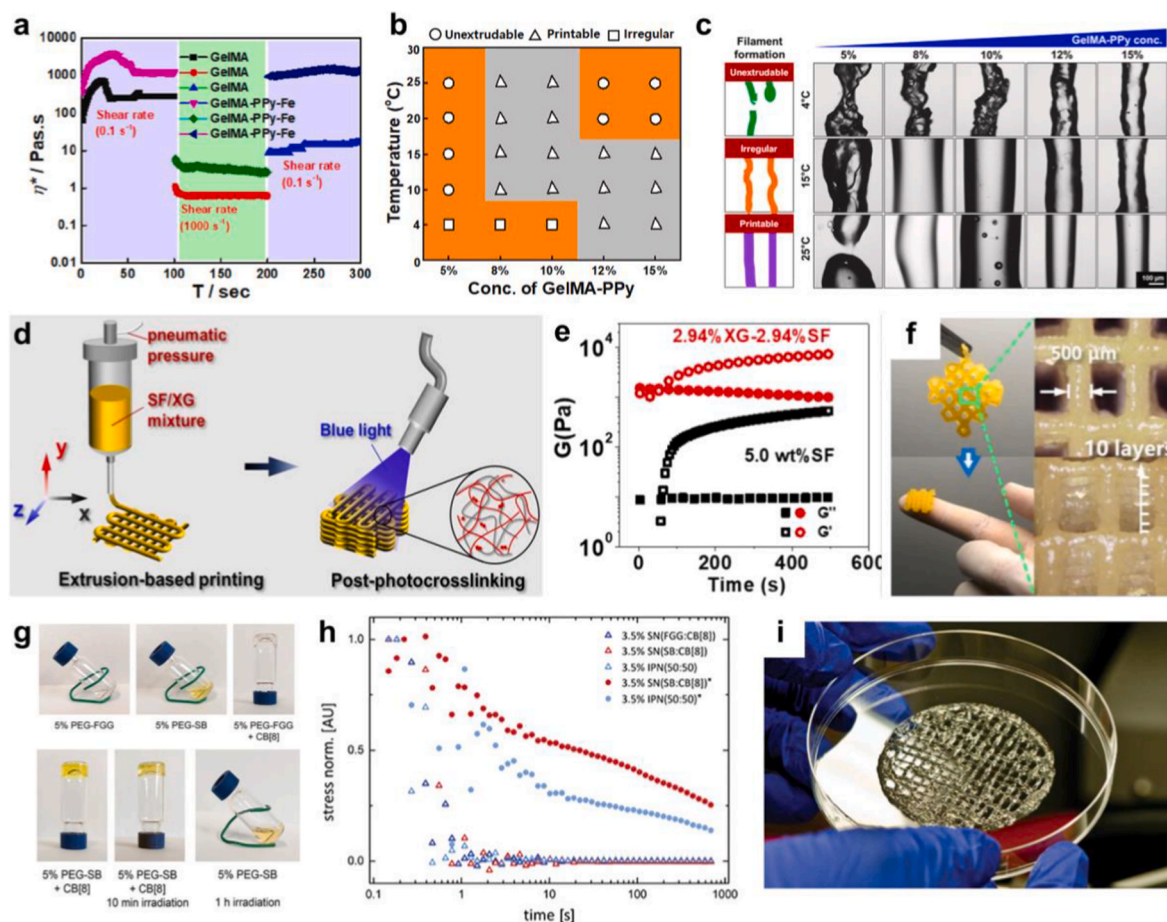 a
10000
1000
100
10
1
0.1
0.01
η* / Pas.s
0
100
200
300
T / sec
GelMA
GelMA
GelMA
GelMA-PPy-Fe
GelMA-PPy-Fe
GelMA-PPy-Fe
Shear rate
(0.1 s⁻¹)
Shear rate
(1000 s⁻¹)
Shear rate
(0.1 s⁻¹)
b
Unextrudable
Printable
Irregular
Temperature (°C)
30
25
20
15
10
5
0
5%
8%
10%
12%
15%
Conc. of GelMA-PPy
c
GelMA-PPy conc.
Filament
formation
5%
8%
10%
12%
15%
Unextrudable
4°C
Irregular
15°C
Printable
25°C
100 μm
d
pneumatic
pressure
SF/XG
mixture
y
x
z
Extrusion-based printing
Blue light
Post-photocrosslinking
e
2.94% XG-2.94% SF
5.0 wt%SF
G(Pa)
10⁴
10²
10⁰
G''
G'
0
200
400
600
Time (s)
f
500 μm
10 layers
g
5% PEG-FGG
5% PEG-SB
5% PEG-FGG
+ CB[8]
5% PEG-SB
+ CB[8]
5% PEG-SB
+ CB[8]
10 min irradiation
5% PEG-SB
1 h irradiation
h
3.5% SN(FGG:CB[8])
3.5% SN(SB:CB[8])
3.5% IPN(50:50)
3.5% SN(SB:CB[8])*
3.5% IPN(50:50)*
stress norm. [AU]
1.0
0.5
0.0
0.1
1
10
100
1000
time [s]
i